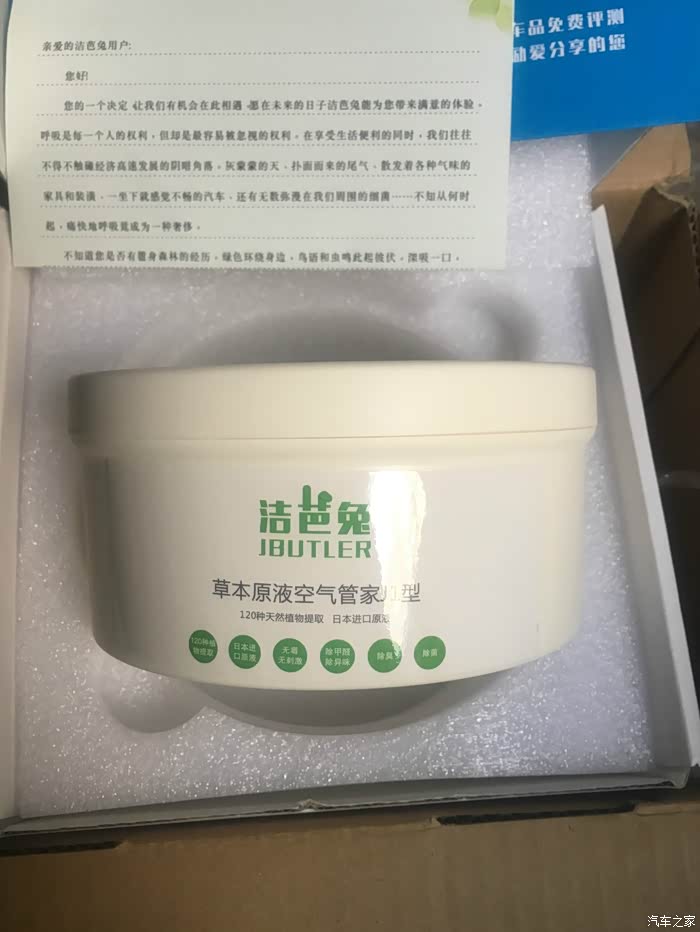 亲爱的洁芭兔用户:
您好!
您的一个决定,让我们有机会在此相遇,愿在未来的日子洁芭兔能为您带来满意的体验。
呼吸是每一个人的权利,但却是最容易被忽视的权利。在享受生活便利的同时,我们往往
不得不触碰经济高速发展的阴暗角落。灰蒙蒙的天、扑面而来的尾气、散发着各种气味的
家具和装潢、一坐下就感觉不畅的汽车、还有无数弥漫在我们周围的细菌……不知从何时
起,痛快地呼吸竟成为一种奢侈。
不知道您是否有置身森林的经历。绿色环绕身边,鸟语和虫鸣此起彼伏。深吸一口,
车品免费评测
励爱分享的您
洁芭兔
JBUTLER
草本原液空气管家 型
120种天然植物提取 日本进口原液
120种植
物提取
日本进
口原液
无毒
无刺激
除甲醛
除异味
除臭
除菌
汽车之家